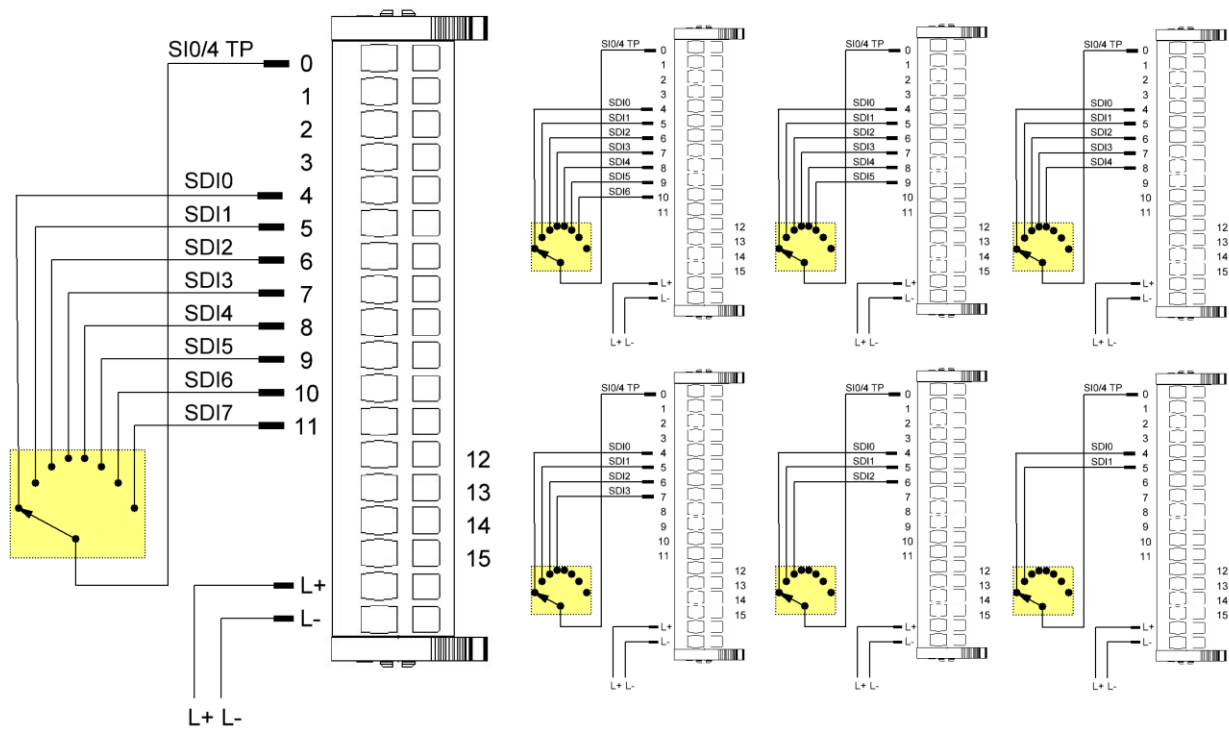 SI0/4 TP 0
1
2
3
SDI0 4
SDI1 5
SDI2 6
SDI3 7
SDI4 8
SDI5 9
SDI6 10
SDI7 11
12
13
14
15
L+
L-
L+ L-
SI0/4 TP 0
1
2
3
SDI0 4
SDI1 5
SDI2 6
SDI3 7
SDI4 8
SDI5 9
SDI6 10
11
12
13
14
15
L+
L-
L+ L-
SI0/4 TP 0
1
2
3
SDI0 4
SDI1 5
SDI2 6
SDI3 7
SDI4 8
SDI5 9
10
11
12
13
14
15
L+
L-
L+ L-
SI0/4 TP 0
1
2
3
SDI0 4
SDI1 5
SDI2 6
SDI3 7
SDI4 8
9
10
11
12
13
14
15
L+
L-
L+ L-
SI0/4 TP 0
1
2
3
SDI0 4
SDI1 5
SDI2 6
SDI3 7
8
9
10
11
12
13
14
15
L+
L-
L+ L-
SI0/4 TP 0
1
2
3
SDI0 4
SDI1 5
SDI2 6
7
8
9
10
11
12
13
14
15
L+
L-
L+ L-
SI0/4 TP 0
1
2
3
SDI0 4
SDI1 5
6
7
8
9
10
11
12
13
14
15
L+
L-
L+ L-